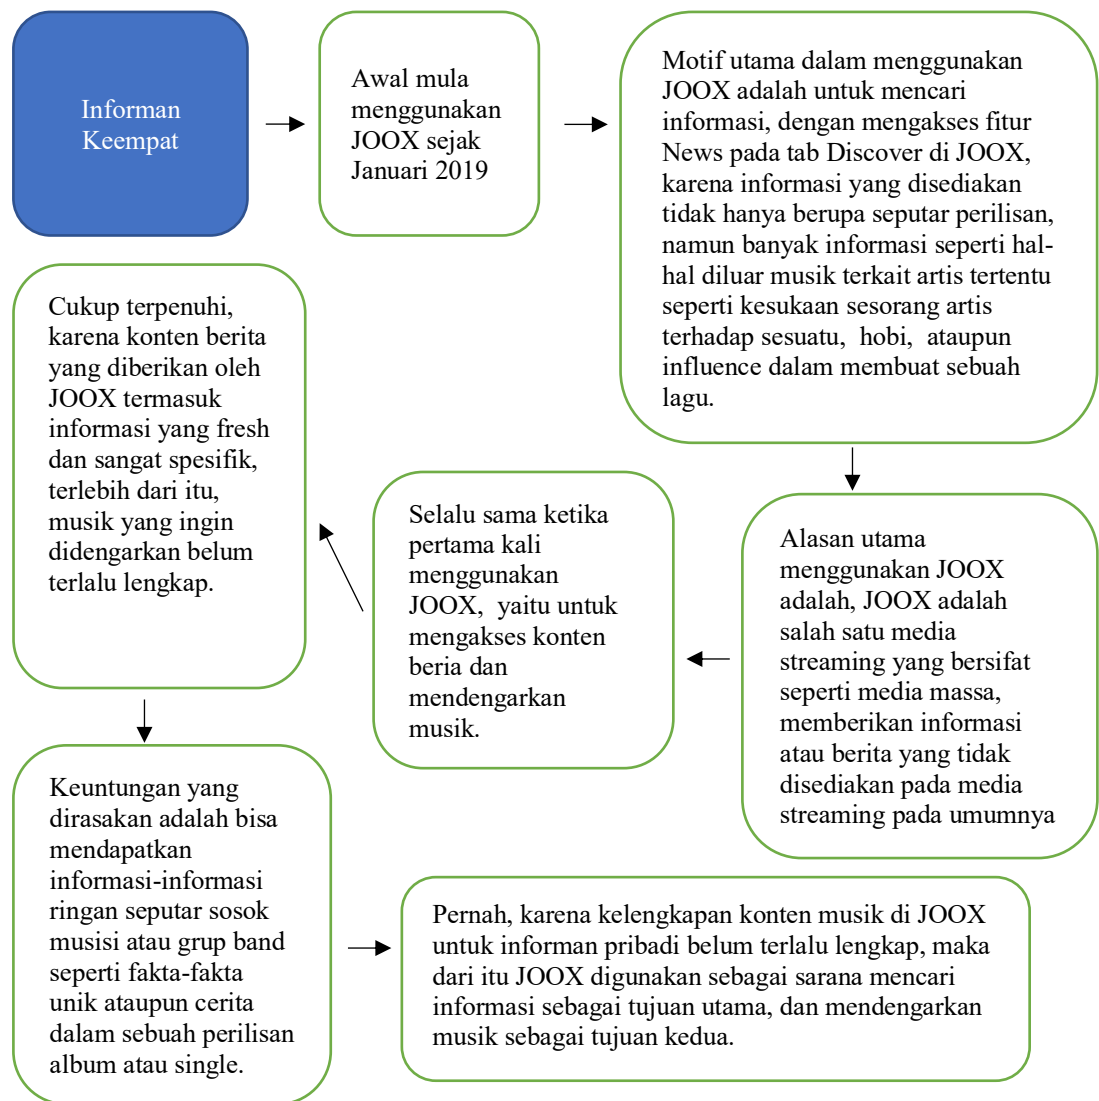 Informan
Keempat
Awal mula
menggunakan
JOOX sejak
Januari 2019
Motif utama dalam menggunakan
JOOX adalah untuk mencari
informasi, dengan mengakses fitur
News pada tab Discover di JOOX,
karena informasi yang disediakan
tidak hanya berupa seputar perilisan,
namun banyak informasi seperti hal-
hal diluar musik terkait artis tertentu
seperti kesukaan sesorang artis
terhadap sesuatu, hobi, ataupun
influence dalam membuat sebuah
lagu.
Alasan utama
menggunakan JOOX
adalah, JOOX adalah
salah satu media
streaming yang bersifat
seperti media massa,
memberikan informasi
atau berita yang tidak
disediakan pada media
streaming pada umumnya
Selalu sama ketika
pertama kali
menggunakan
JOOX, yaitu untuk
mengakses konten
beria dan
mendengarkan
musik.
Cukup terpenuhi,
karena konten berita
yang diberikan oleh
JOOX termasuk
informasi yang fresh
dan sangat spesifik,
terlebih dari itu,
musik yang ingin
didengarkan belum
terlalu lengkap.
Keuntungan yang
dirasakan adalah bisa
mendapatkan
informasi-informasi
ringan seputar sosok
musisi atau grup band
seperti fakta-fakta
unik ataupun cerita
dalam sebuah perilisan
album atau single.
Pernah, karena kelengkapan konten musik di JOOX
untuk informan pribadi belum terlalu lengkap, maka
dari itu JOOX digunakan sebagai sarana mencari
informasi sebagai tujuan utama, dan mendengarkan
musik sebagai tujuan kedua.